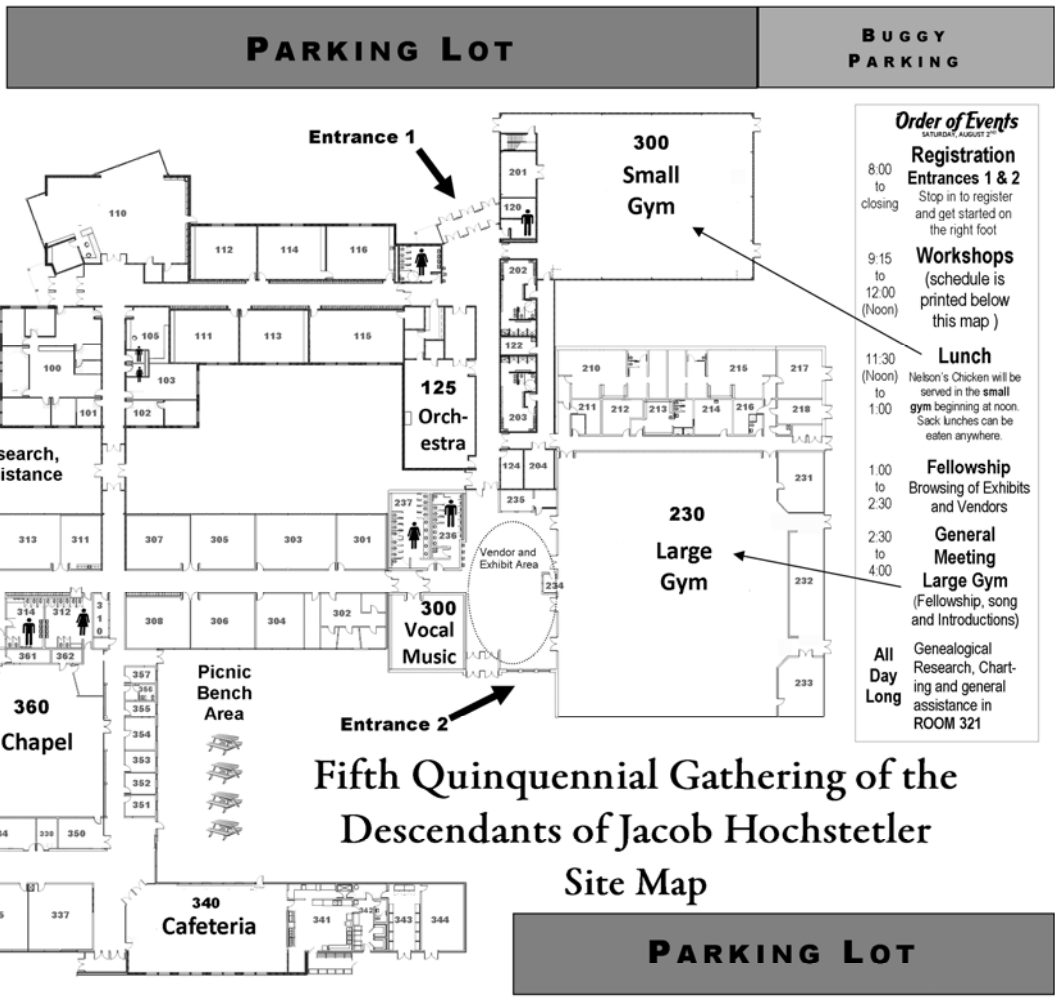 PARKING LOT
BUGGY
PARKING
Entrance 1
300
Small
Gym
201
120
110
112
114
116
202
122
203
105
111
113
115
100
103
101
102
125
Orch-
estra
210
215
217
211
212
213
214
216
218
search,
istance
124
204
235
231
237
236
230
Large
Gym
Vendor and
Exhibit Area
234
232
233
313
311
307
305
303
301
314
312
310
308
306
304
302
300
Vocal
Music
361
362
360
Chapel
357
356
355
354
353
352
351
Picnic
Bench
Area
Entrance 2
350
337
340
Cafeteria
341
343
344
Order of Events
SATURDAY, AUGUST 2ND
8:00
to
closing
Registration
Entrances 1 & 2
Stop in to register
and get started on
the right foot
9:15
to
12:00
(Noon)
Workshops
(schedule is
printed below
this map )
11:30
(Noon)
to
1:00
Lunch
Nelson's Chicken will be
served in the small
gym beginning at noon.
Sack lunches can be
eaten anywhere.
1:00
to
2:30
Fellowship
Browsing of Exhibits
and Vendors
2:30
to
4:00
General
Meeting
Large Gym
(Fellowship, song
and Introductions)
All
Day
Long
Genealogical
Research, Chart-
ing and general
assistance in
ROOM 321
Fifth Quinquennial Gathering of the
Descendants of Jacob Hochstetler
Site Map
PARKING LOT